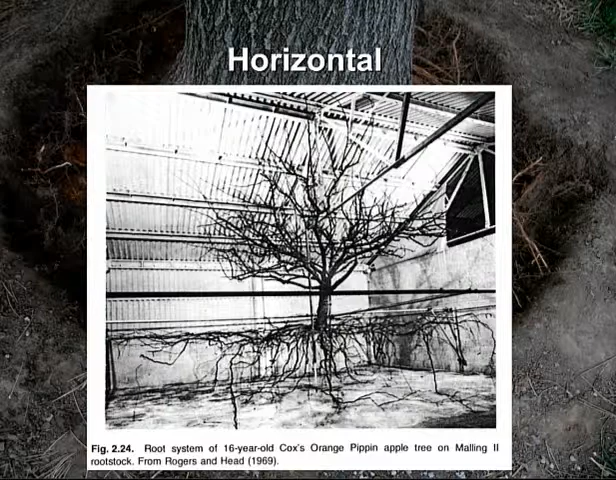 Horizontal
Fig. 2.24. Root system of 16-year-old Cox's Orange Pippin apple tree on Malling II
rootstock. From Rogers and Head (1969).